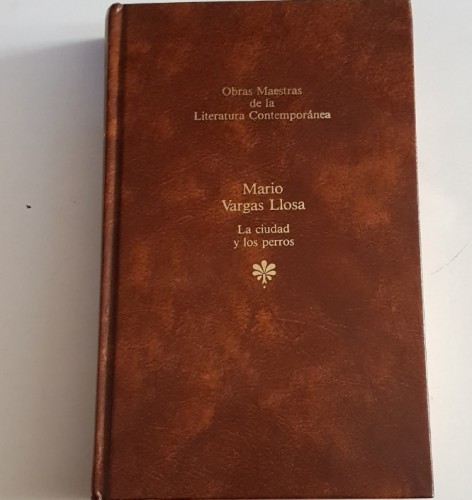 Obras Maestras
de la
Literatura Contemporánea
Mario
Vargas Llosa
La ciudad
y los perros